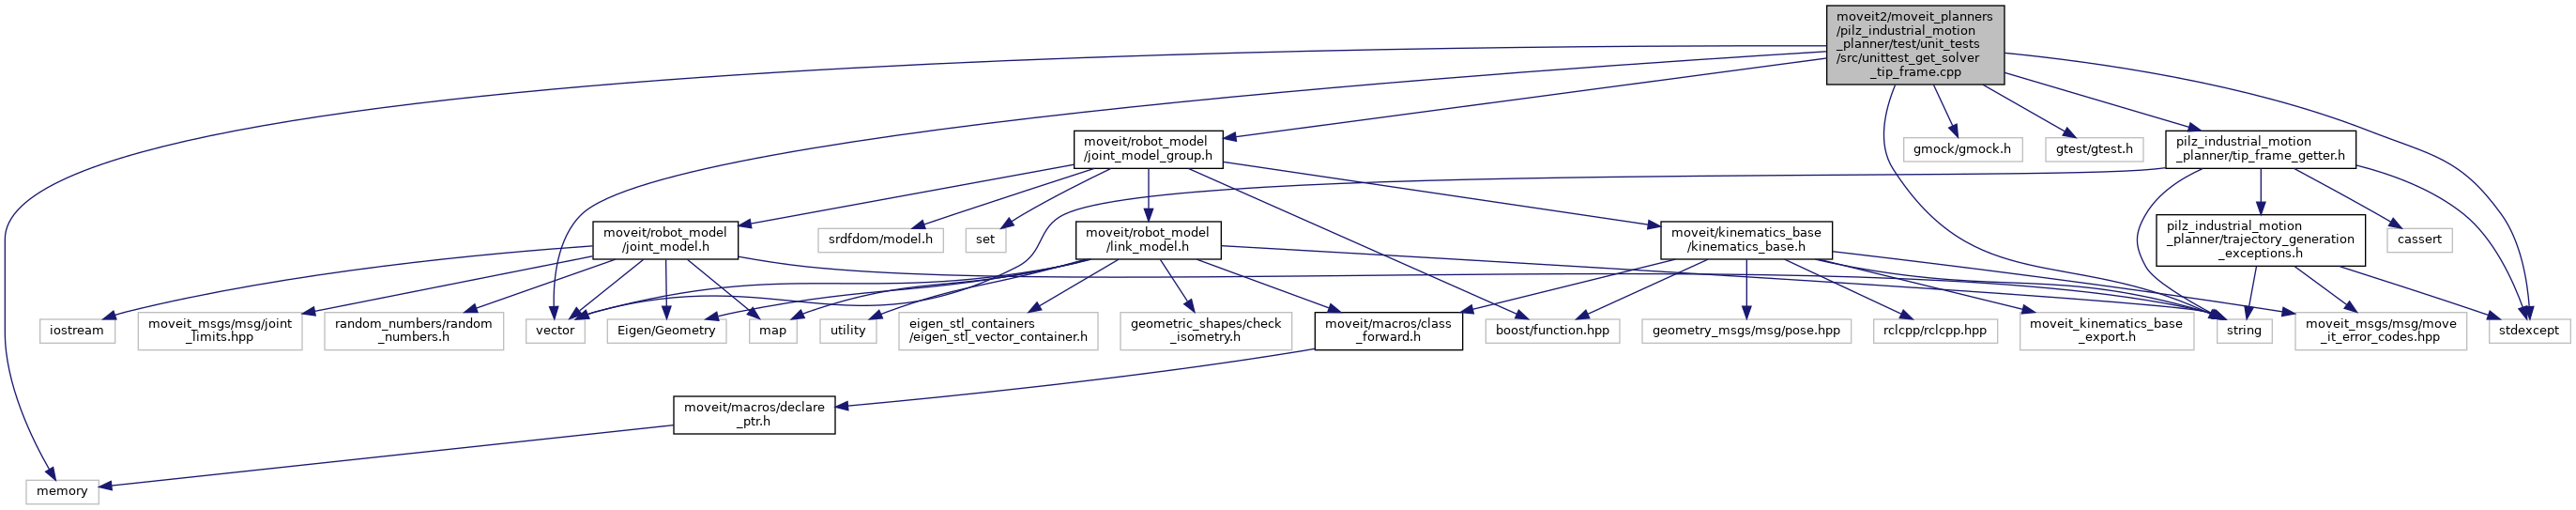 moveit2/moveit_planners
/pilz_industrial_motion
_planner/test/unit_tests
/src/unittest_get_solver
_tip_frame.cpp
moveit/robot_model
/joint_model_group.h
gmock/gmock.h
gtest/gtest.h
pilz_industrial_motion
_planner/tip_frame_getter.h
moveit/robot_model
/joint_model.h
srdfdom/model.h
set
moveit/robot_model
/link_model.h
moveit/kinematics_base
/kinematics_base.h
pilz_industrial_motion
_planner/trajectory_generation
_exceptions.h
cassert
iostream
moveit_msgs/msg/joint
_limits.hpp
random_numbers/random
_numbers.h
vector
Eigen/Geometry
map
utility
eigen_stl_containers
/eigen_stl_vector_container.h
geometric_shapes/check
_isometry.h
moveit/macros/class
_forward.h
boost/function.hpp
geometry_msgs/msg/pose.hpp
rclcpp/rclcpp.hpp
moveit_kinematics_base
_export.h
string
moveit_msgs/msg/move
_it_error_codes.hpp
stdexcept
moveit/macros/declare
_ptr.h
memory